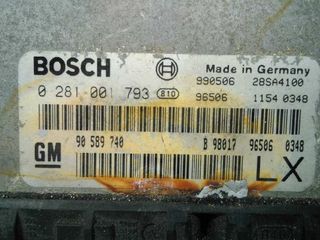 BOSCH Made in Germany
990506 28SA4100
0 281 001 793 810 96506 1154 0348
90 589 740 B 98017 96506 0348
GM LX